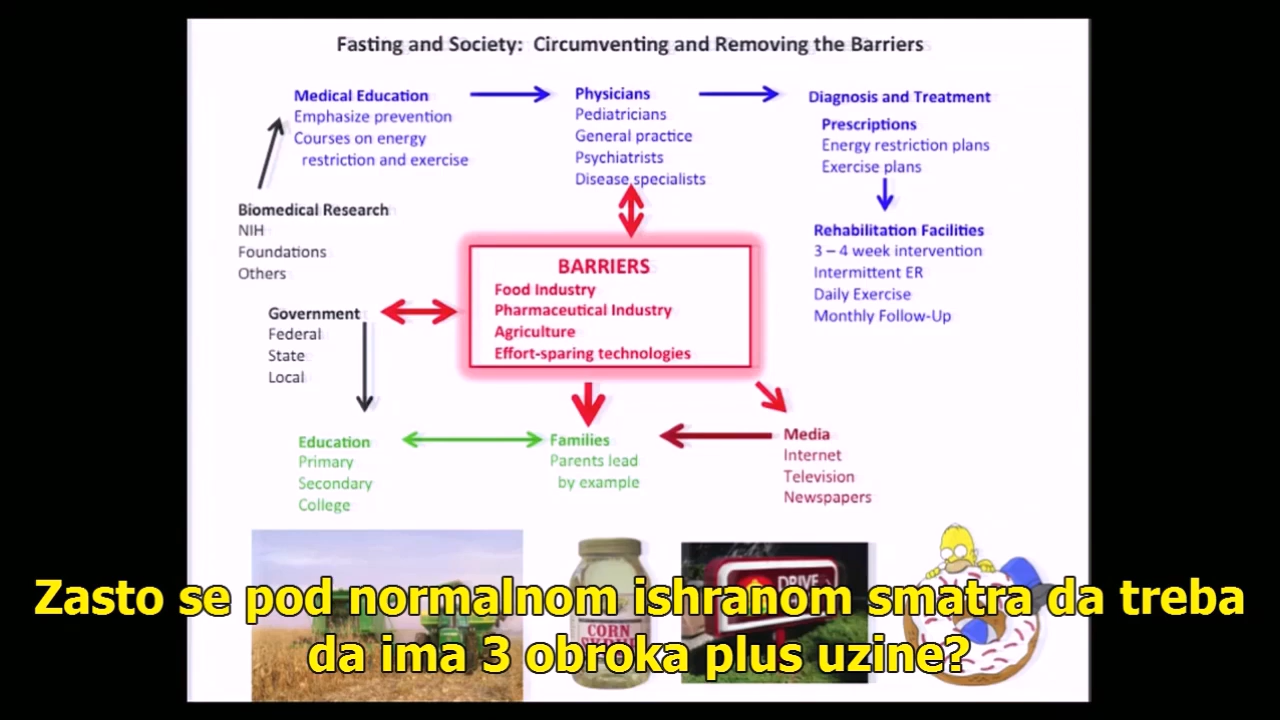 Fasting and Society: Circumventing and Removing the Barriers
Medical Education
Emphasize prevention
Courses on energy
restriction and exercise
Physicians
Pediatricians
General practice
Psychiatrists
Disease specialists
Diagnosis and Treatment
Prescriptions
Energy restriction plans
Exercise plans
Biomedical Research
NIH
Foundations
Others
Rehabilitation Facilities
3 – 4 week intervention
Intermittent ER
Daily Exercise
Monthly Follow-Up
BARRIERS
Food Industry
Pharmaceutical Industry
Agriculture
Effort-sparing technologies
Government
Federal
State
Local
Education
Primary
Secondary
College
Families
Parents lead
by example
Media
Internet
Television
Newspapers
DRIVE
CORN
Zasto se pod normalnom ishranom smatra da treba
da ima 3 obroka plus uzine?